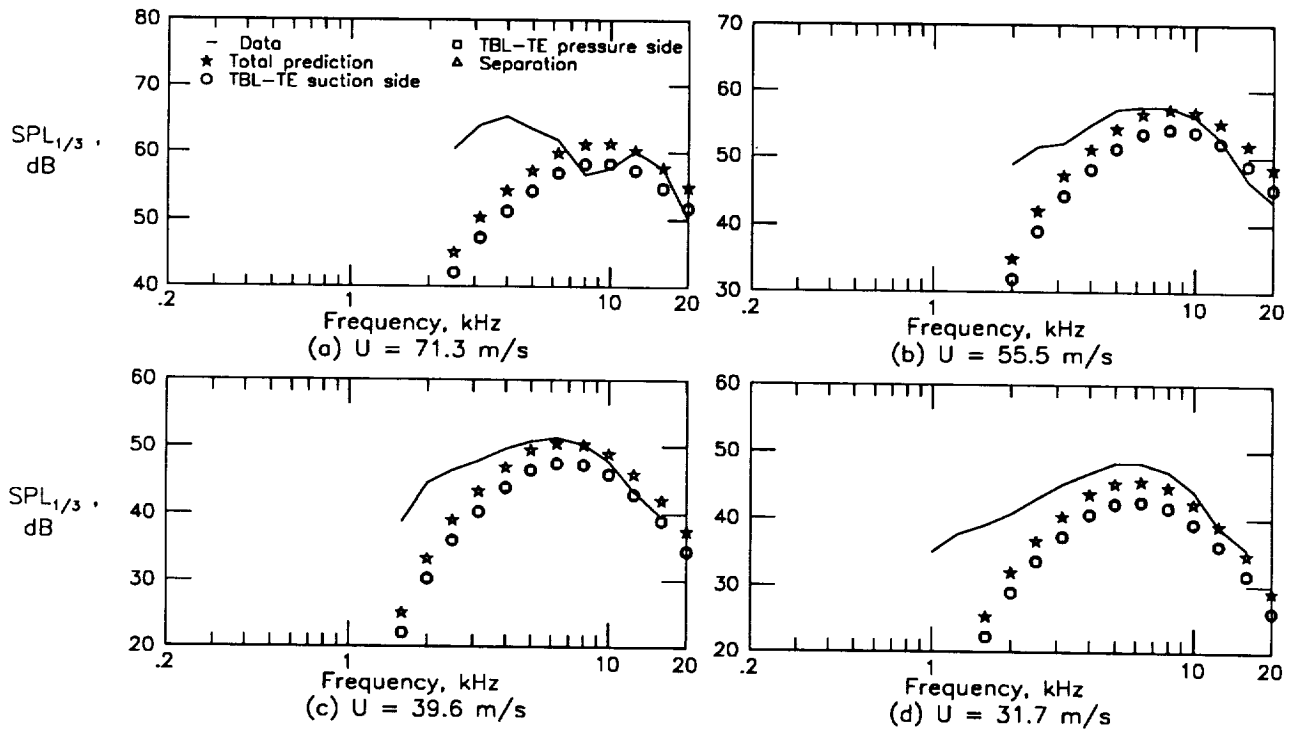 80
70
60
50
40
SPL1/3 ,
dB
— Data
★ Total prediction
○ TBL–TE suction side
□ TBL–TE pressure side
△ Separation
.2
1
10
20
Frequency, kHz
(a) U = 71.3 m/s
70
60
50
40
30
.2
1
10
20
Frequency, kHz
(b) U = 55.5 m/s
60
50
40
30
20
SPL1/3 ,
dB
.2
1
10
20
Frequency, kHz
(c) U = 39.6 m/s
60
50
40
30
20
.2
1
10
20
Frequency, kHz
(d) U = 31.7 m/s